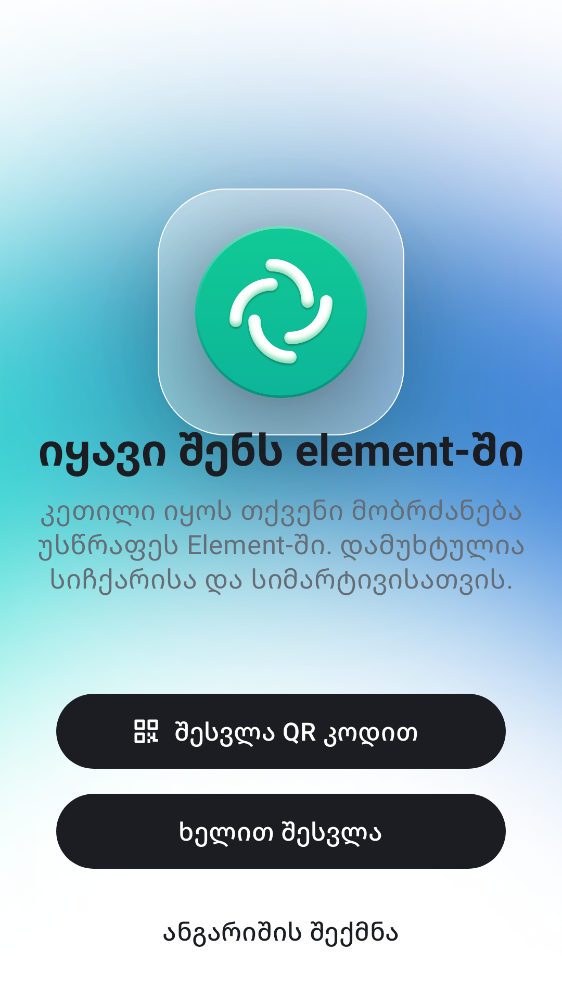 იყავი შენს element-ში
კეთილი იყოს თქვენი მობრძანება
უსწრაფეს Element-ში. დამუხტულია
სიჩქარისა და სიმარტივისათვის.
შესვლა QR კოდით
ხელით შესვლა
ანგარიშის შექმნა